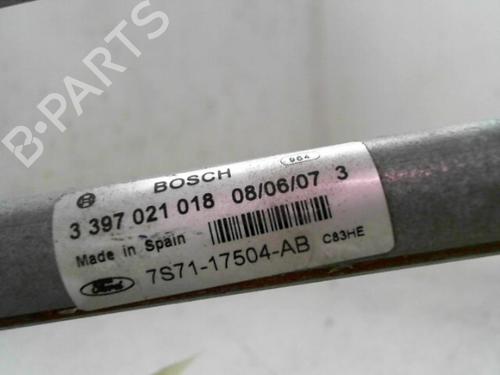 B-PARTS
BOSCH
964
3 397 021 018 08/06/07 3
Made in Spain
C83HE
Ford 7S71-17504-AB